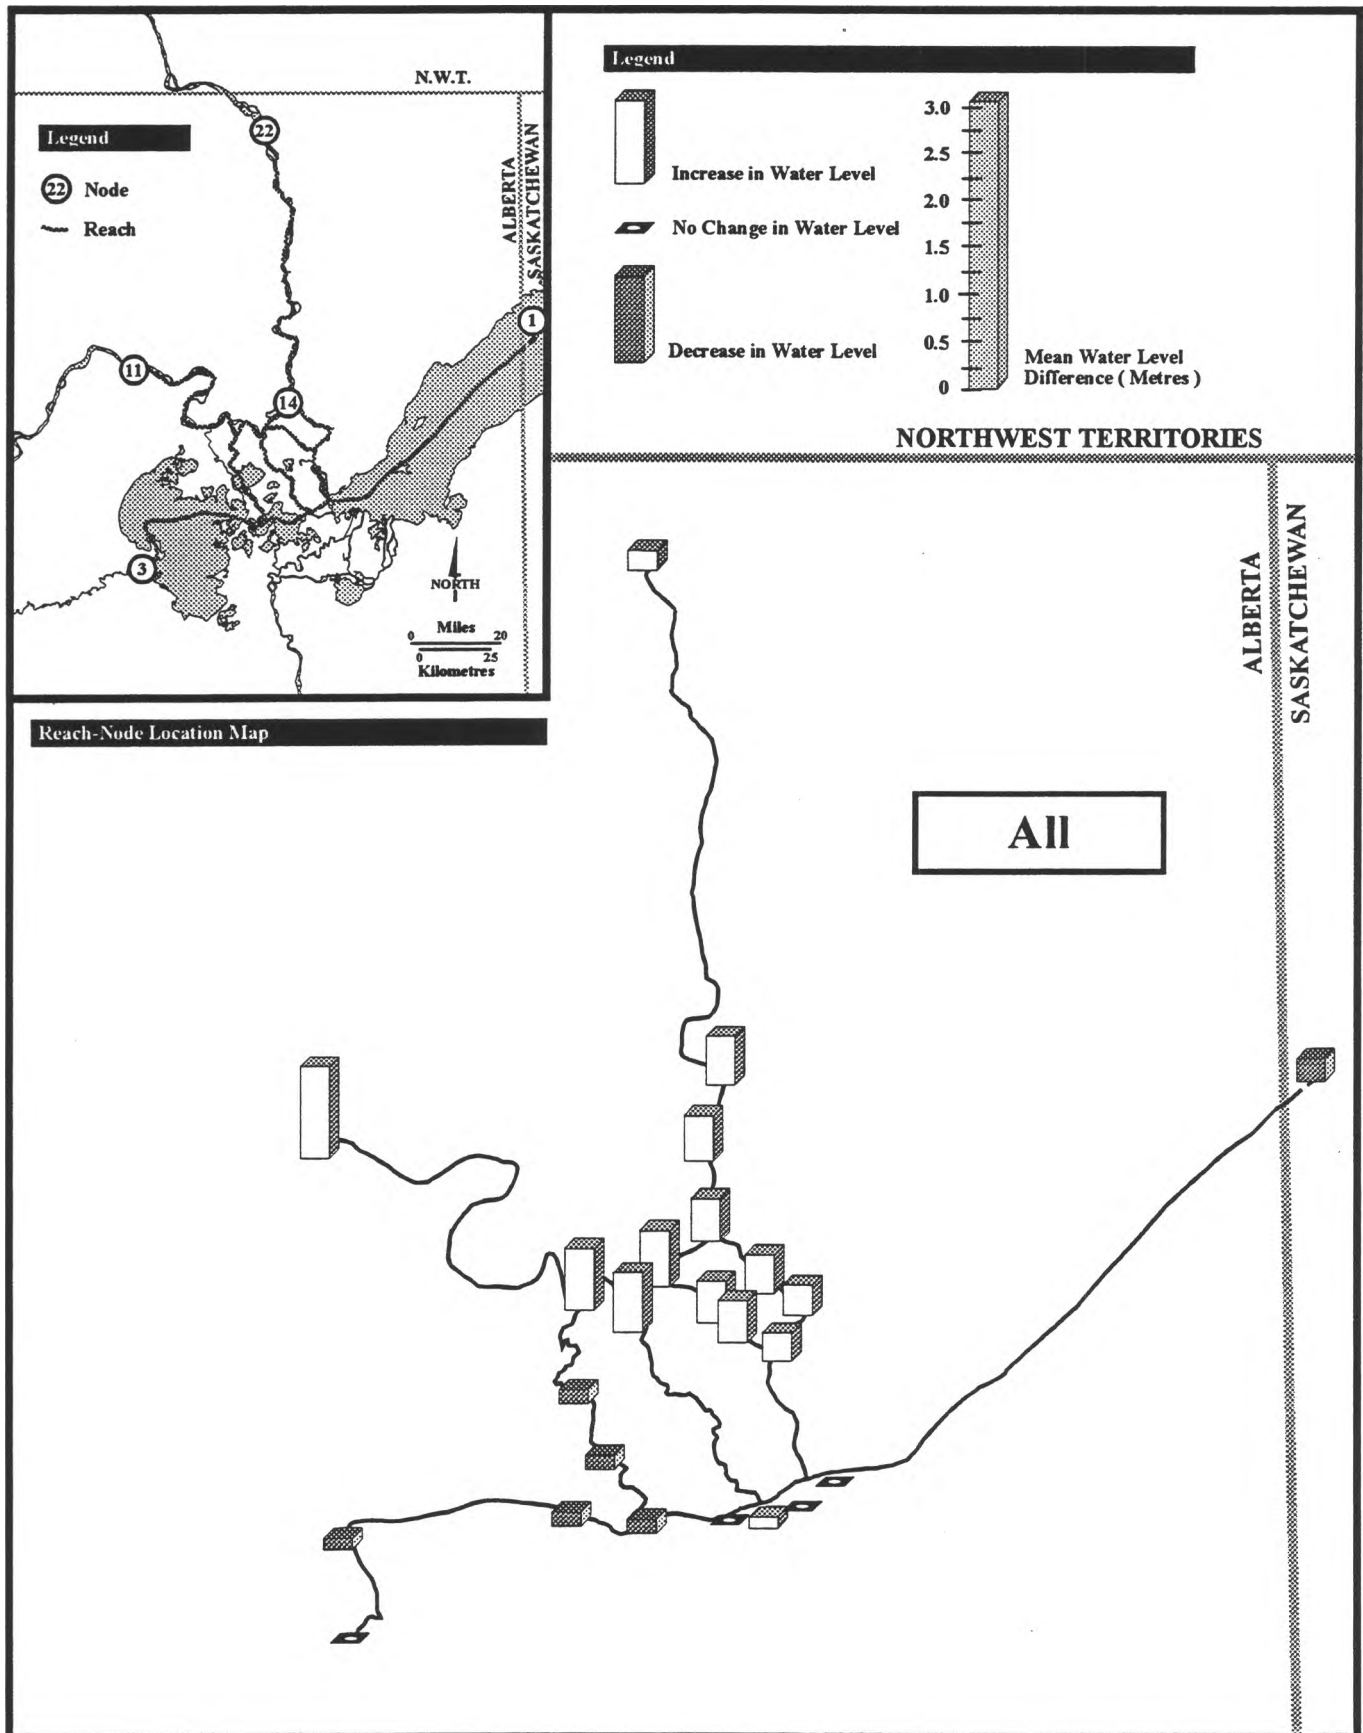 N.W.T.
Legend
22
22 Node
Reach
ALBERTA
SASKATCHEWAN
1
11
14
3
NORTH
Miles
0 20
0 25
Kilometres
Reach-Node Location Map
Legend
Increase in Water Level
No Change in Water Level
Decrease in Water Level
3.0
2.5
2.0
1.5
1.0
0.5
0
Mean Water Level
Difference ( Metres )
NORTHWEST TERRITORIES
ALBERTA
SASKATCHEWAN
All